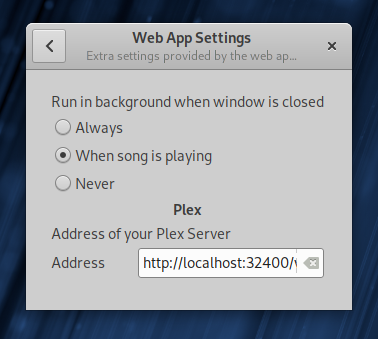 Web App Settings
Extra settings provided by the web ap...
Run in background when window is closed
Always
When song is playing
Never
Plex
Address of your Plex Server
Address http://localhost:32400/